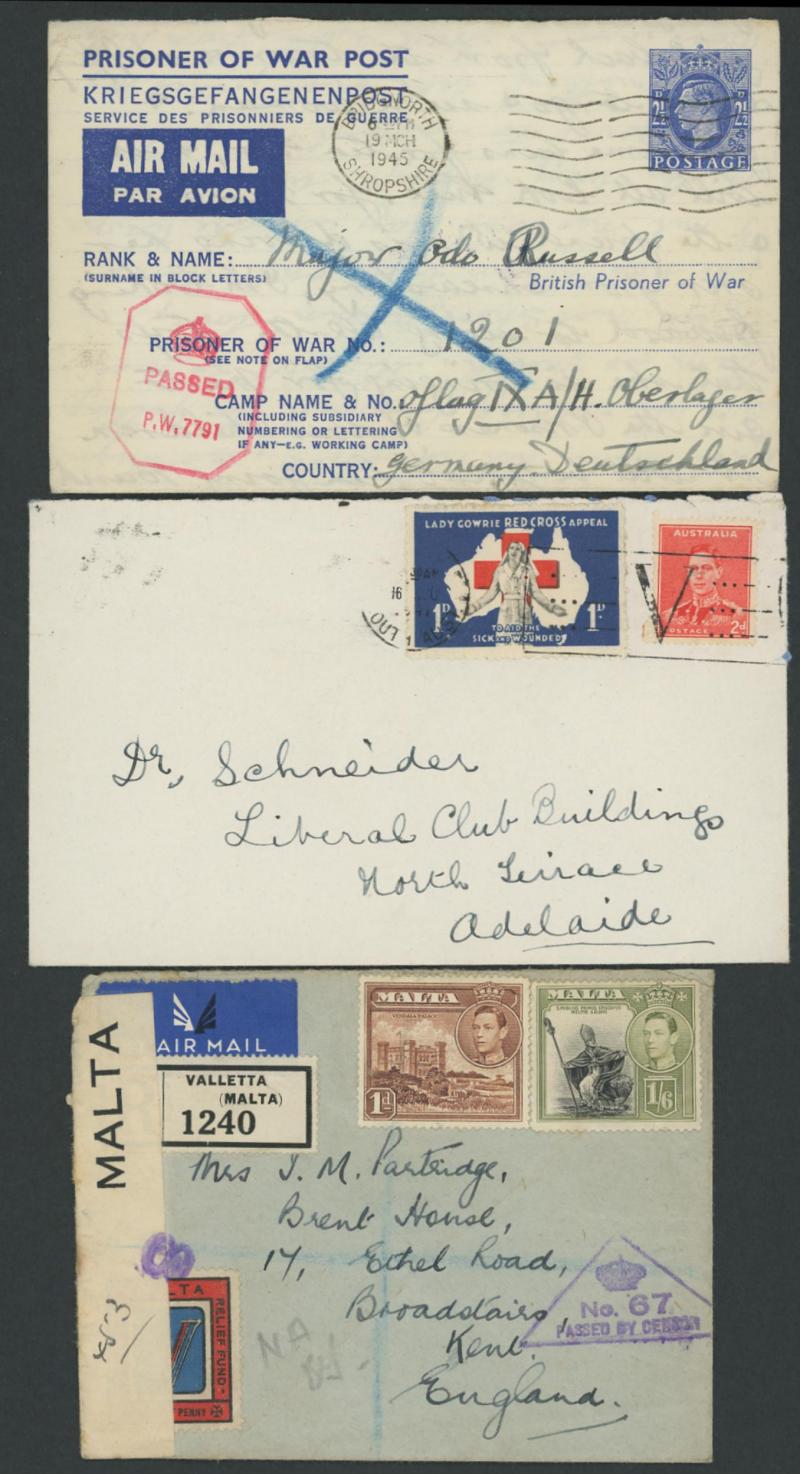 PRISONER OF WAR POST
KRIEGSGEFANGENENPOST
SERVICE DES PRISONNIERS DE GUERRE
AIR MAIL
PAR AVION
BRIDGNORTH
19 MCH
1945
SHROPSHIRE
POSTAGE
RANK & NAME: Major Odo Russell
(SURNAME IN BLOCK LETTERS)
British Prisoner of War
PRISONER OF WAR No.: 1201
(SEE NOTE ON FLAP)
PASSED
P.W. 7791
CAMP NAME & No. Oflag IX A/H. Oberlager
(INCLUDING SUBSIDIARY
NUMBERING OR LETTERING
IF ANY—E.G. WORKING CAMP)
COUNTRY: Germany. Deutschland
LADY GOWRIE RED CROSS APPEAL
1D 1D
TO AID THE
SICK AND WOUNDED
AUSTRALIA
POSTAGE 2d
16
Dr. Schneider
Liberal Club Buildings
North Terrace
Adelaide
AIR MAIL
MALTA
VALLETTA
(MALTA)
1240
MALTA
VERDALA PALACE
1d
MALTA
1/6
Mrs J. M. Partridge,
Brent House,
17, Ethel Road,
Broadstairs,
Kent.
England.
No. 67
PASSED BY CENSOR
LTA
RELIEF FUND
PENNY